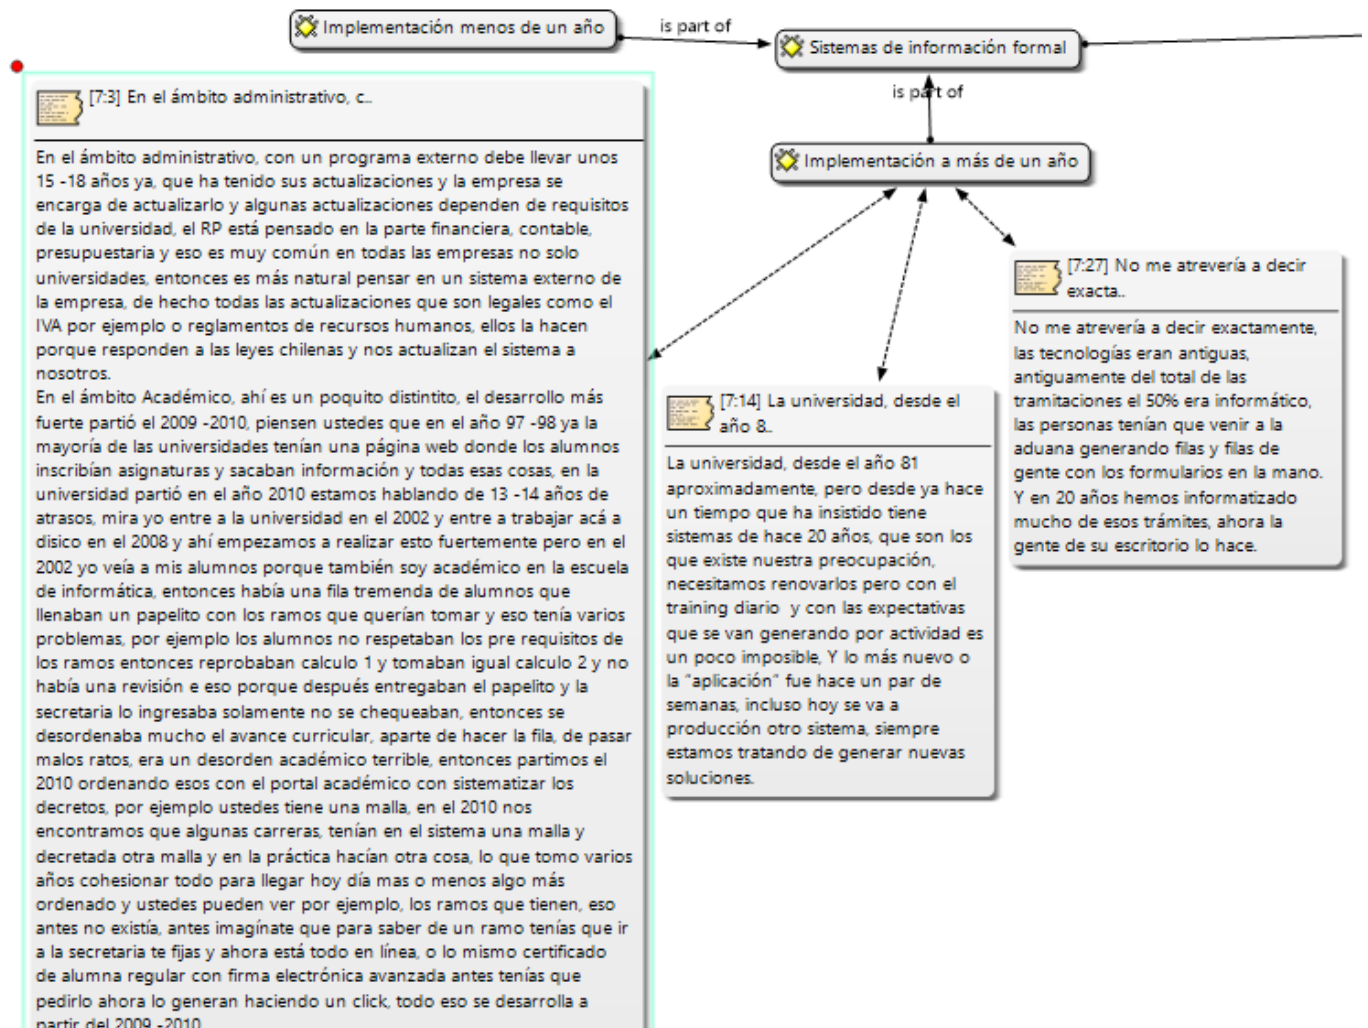 Implementación menos de un año
is part of
Sistemas de información formal
is part of
Implementación a más de un año
[7:3] En el ámbito administrativo, c..
En el ámbito administrativo, con un programa externo debe llevar unos
15 -18 años ya, que ha tenido sus actualizaciones y la empresa se
encarga de actualizarlo y algunas actualizaciones dependen de requisitos
de la universidad, el RP está pensado en la parte financiera, contable,
presupuestaria y eso es muy común en todas las empresas no solo
universidades, entonces es más natural pensar en un sistema externo de
la empresa, de hecho todas las actualizaciones que son legales como el
IVA por ejemplo o reglamentos de recursos humanos, ellos la hacen
porque responden a las leyes chilenas y nos actualizan el sistema a
nosotros.
En el ámbito Académico, ahí es un poquito distintito, el desarrollo más
fuerte partió el 2009 -2010, piensen ustedes que en el año 97 -98 ya la
mayoría de las universidades tenían una página web donde los alumnos
inscribían asignaturas y sacaban información y todas esas cosas, en la
universidad partió en el año 2010 estamos hablando de 13 -14 años de
atrasos, mira yo entre a la universidad en el 2002 y entre a trabajar acá a
disico en el 2008 y ahí empezamos a realizar esto fuertemente pero en el
2002 yo veía a mis alumnos porque también soy académico en la escuela
de informática, entonces había una fila tremenda de alumnos que
llenaban un papelito con los ramos que querían tomar y eso tenía varios
problemas, por ejemplo los alumnos no respetaban los pre requisitos de
los ramos entonces reprobaban calculo 1 y tomaban igual calculo 2 y no
había una revisión e eso porque después entregaban el papelito y la
secretaria lo ingresaba solamente no se chequeaban, entonces se
desordenaba mucho el avance curricular, aparte de hacer la fila, de pasar
malos ratos, era un desorden académico terrible, entonces partimos el
2010 ordenando esos con el portal académico con sistematizar los
decretos, por ejemplo ustedes tiene una malla, en el 2010 nos
encontramos que algunas carreras, tenían en el sistema una malla y
decretada otra malla y en la práctica hacían otra cosa, lo que tomo varios
años cohesionar todo para llegar hoy día mas o menos algo más
ordenado y ustedes pueden ver por ejemplo, los ramos que tienen, eso
antes no existía, antes imagínate que para saber de un ramo tenías que ir
a la secretaria te fijas y ahora está todo en línea, o lo mismo certificado
de alumna regular con firma electrónica avanzada antes tenías que
pedirlo ahora lo generan haciendo un click, todo eso se desarrolla a
partir del 2009 -2010
[7:14] La universidad, desde el
año 8..
La universidad, desde el año 81
aproximadamente, pero desde ya hace
un tiempo que ha insistido tiene
sistemas de hace 20 años, que son los
que existe nuestra preocupación,
necesitamos renovarlos pero con el
training diario y con las expectativas
que se van generando por actividad es
un poco imposible, Y lo más nuevo o
la "aplicación" fue hace un par de
semanas, incluso hoy se va a
producción otro sistema, siempre
estamos tratando de generar nuevas
soluciones.
[7:27] No me atrevería a decir
exacta..
No me atrevería a decir exactamente,
las tecnologías eran antiguas,
antiguamente del total de las
tramitaciones el 50% era informático,
las personas tenían que venir a la
aduana generando filas y filas de
gente con los formularios en la mano.
Y en 20 años hemos informatizado
mucho de esos trámites, ahora la
gente de su escritorio lo hace.